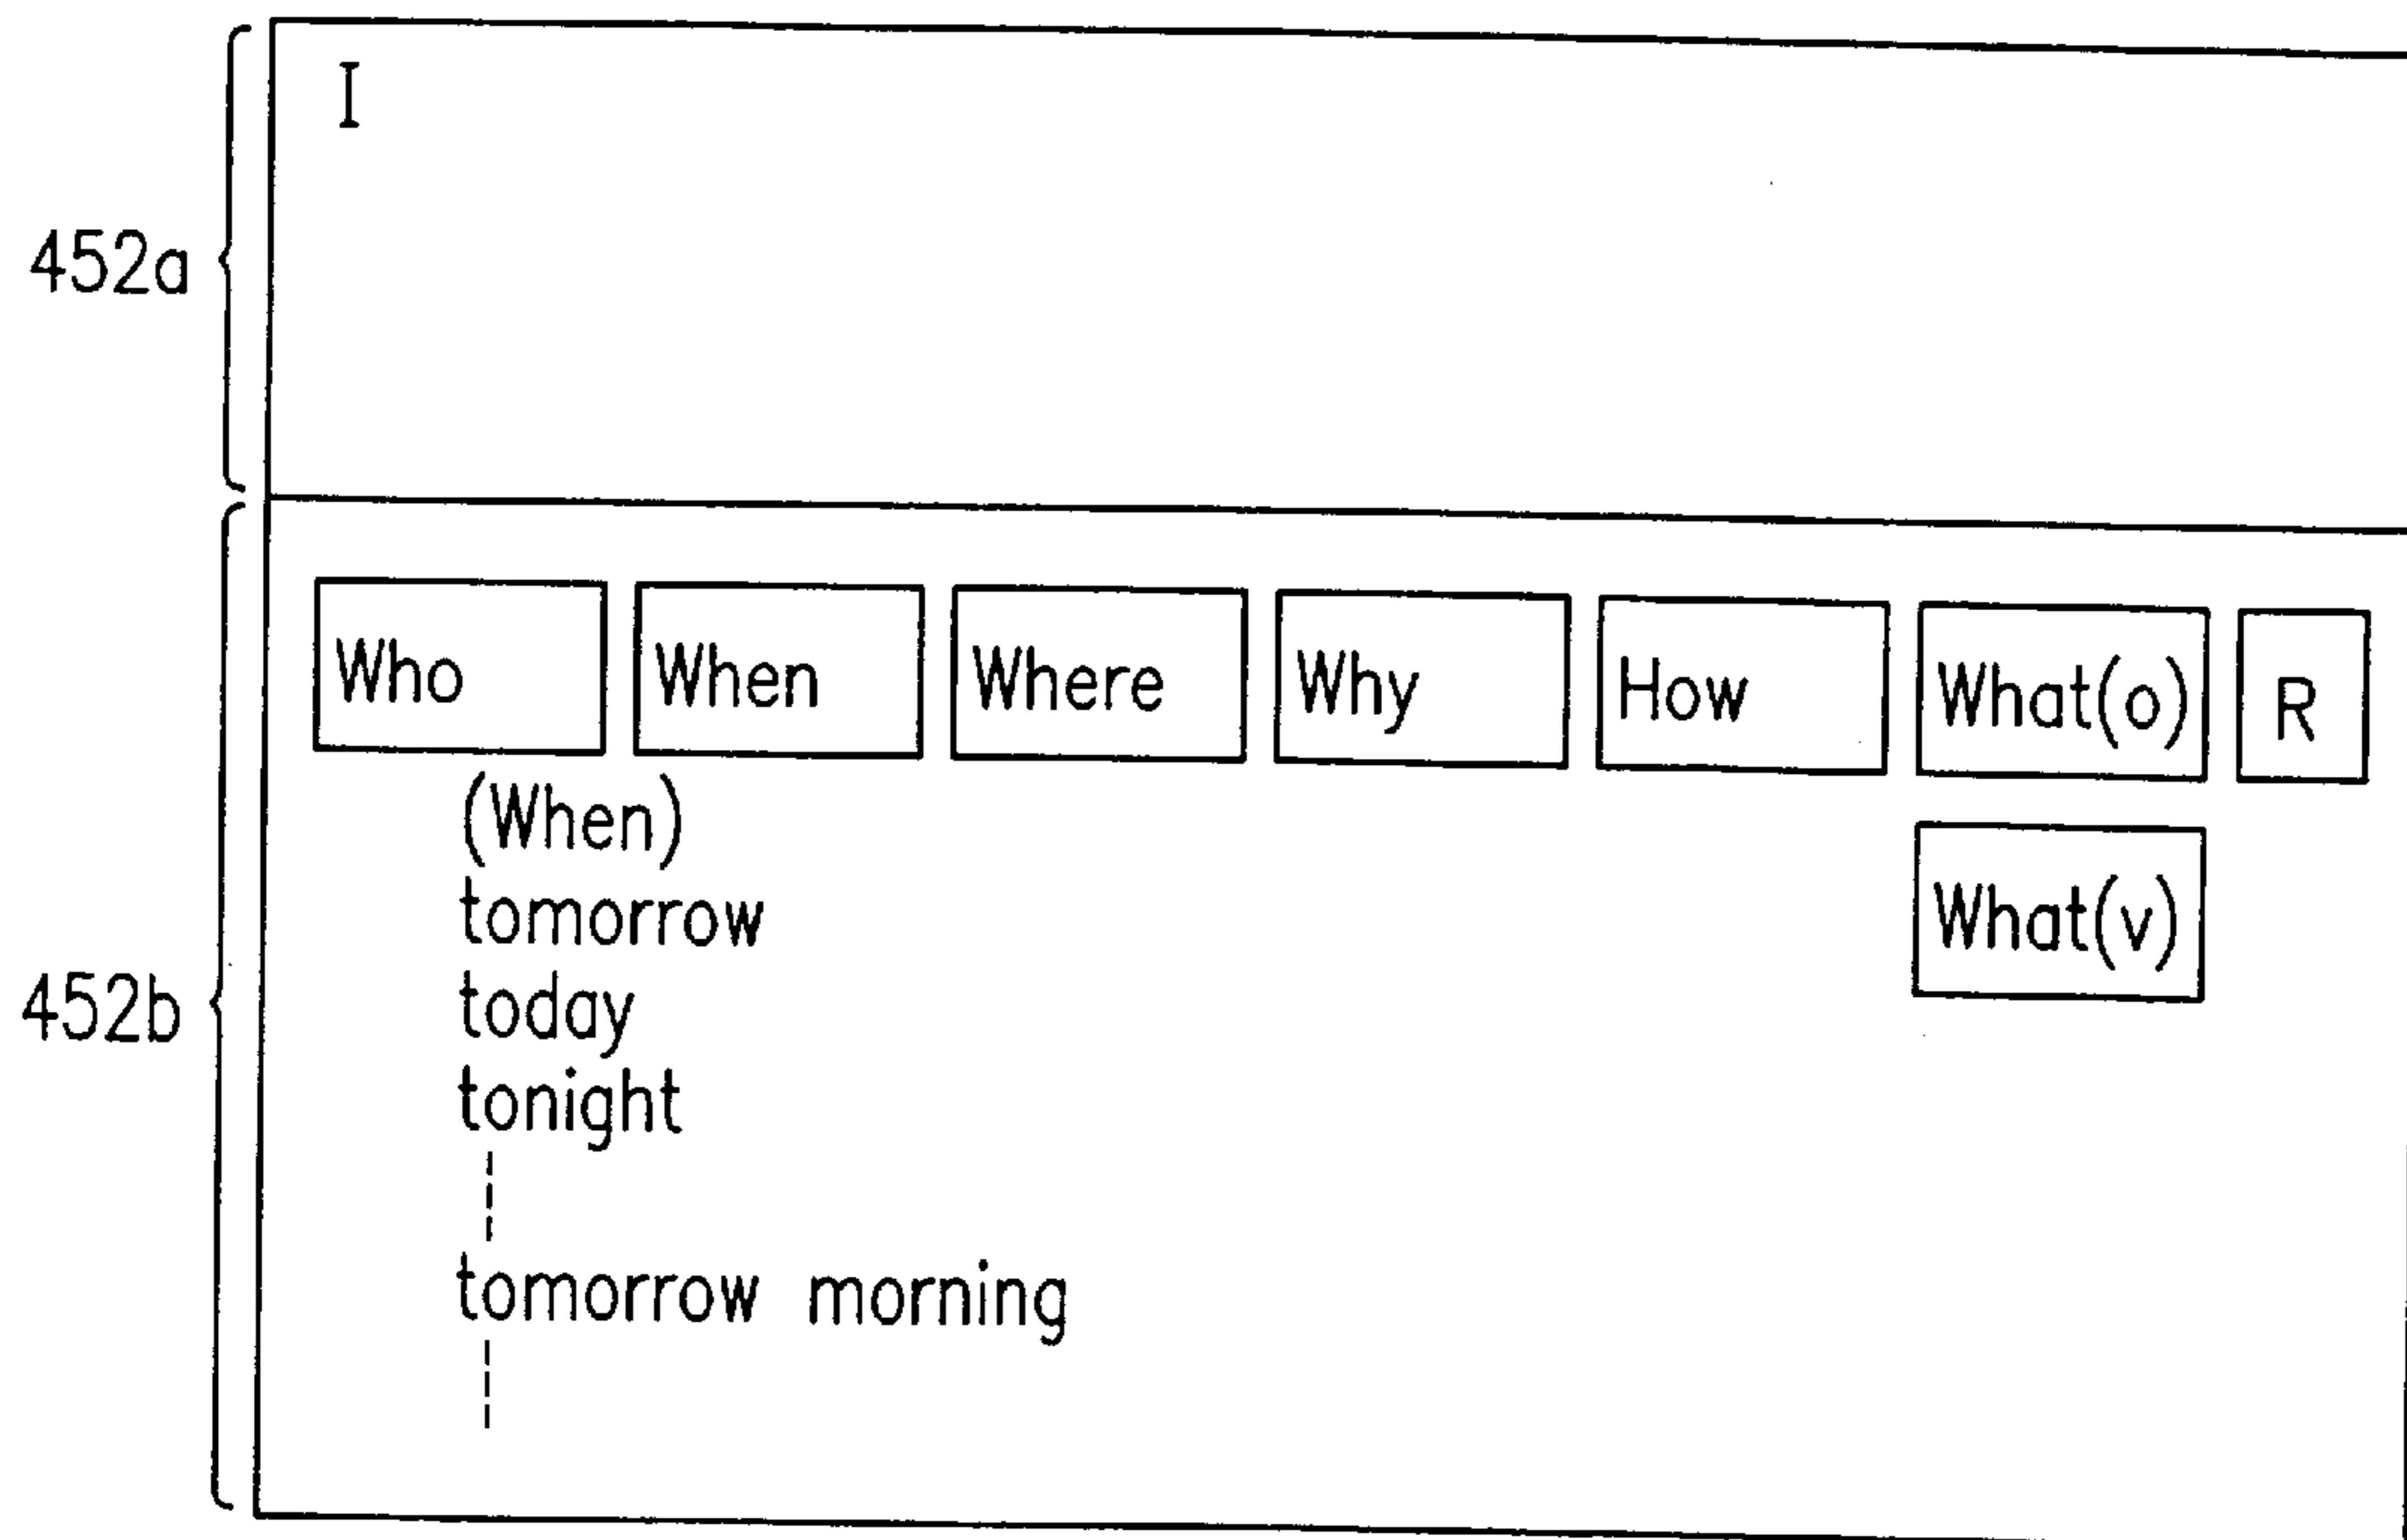 I
452a
Who When Where Why How What(o) R
(When)
What(v)
tomorrow
today
452b
tonight
tomorrow morning